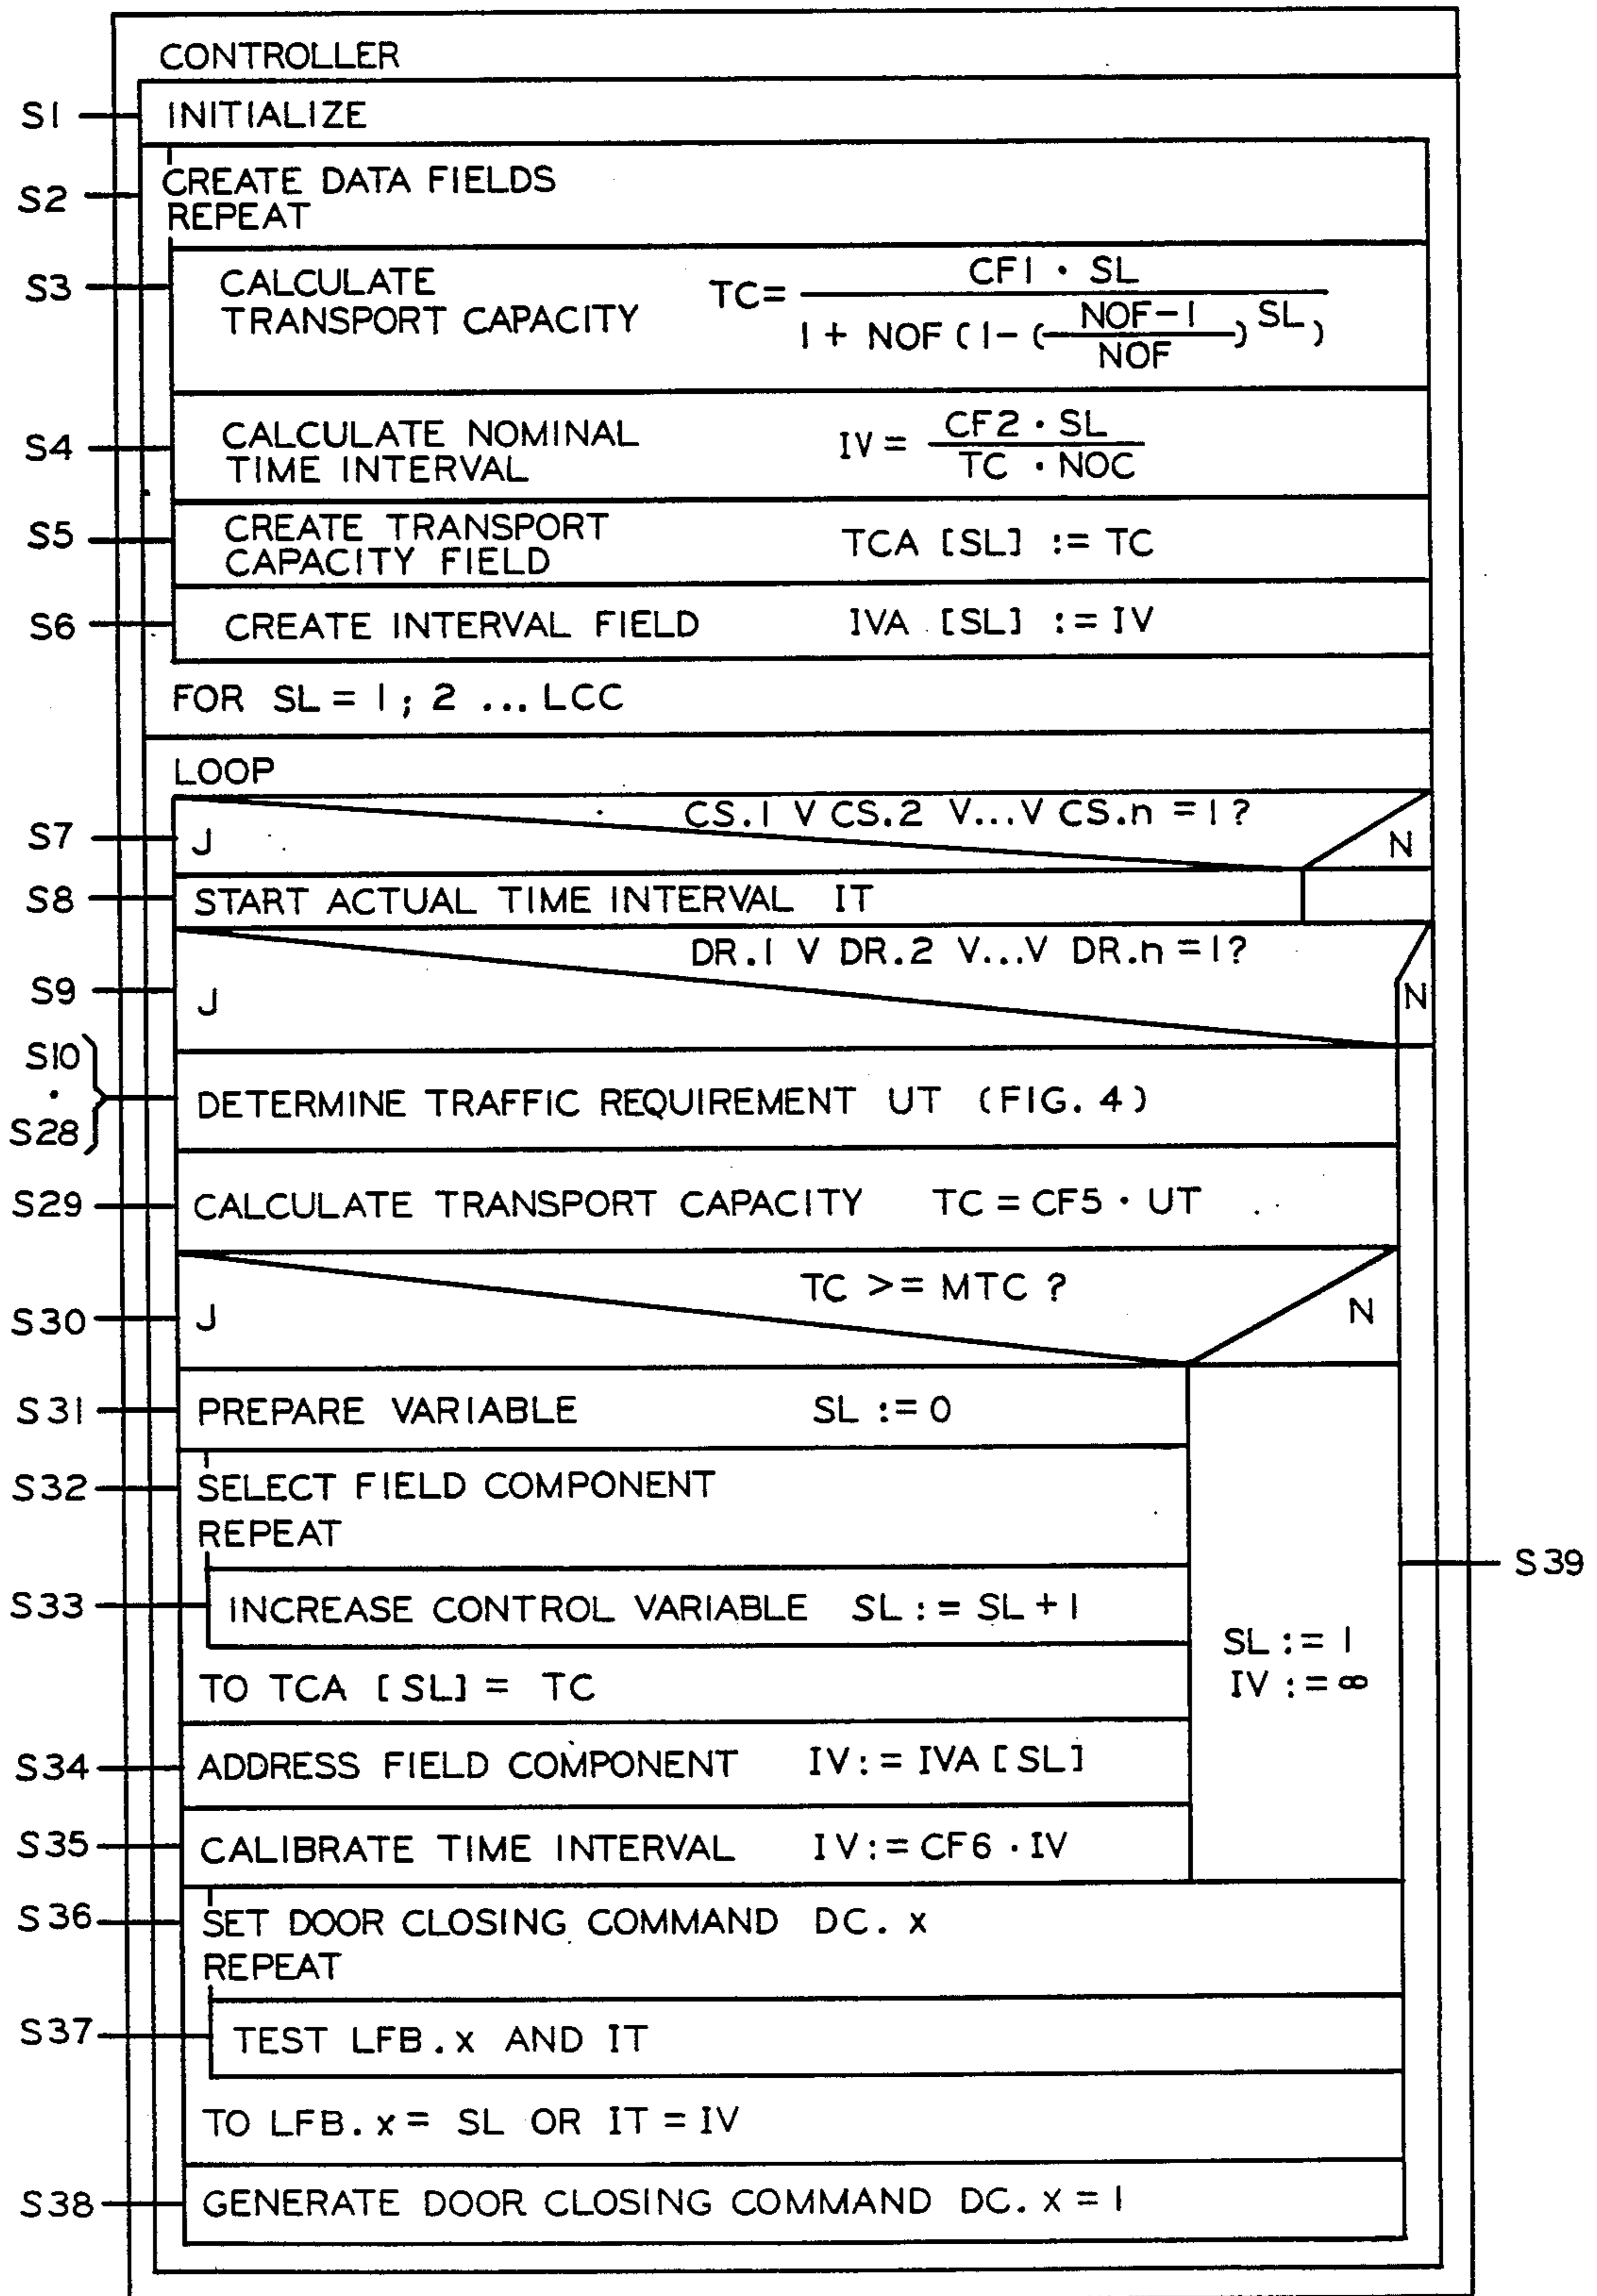 CONTROLLER
S1 INITIALIZE
S2 CREATE DATA FIELDS
REPEAT
S3 CALCULATE TRANSPORT CAPACITY TC= CF1 · SL / 1 + NOF (1-(NOF-1 / NOF)^SL)
S4 CALCULATE NOMINAL TIME INTERVAL IV = CF2 · SL / TC · NOC
S5 CREATE TRANSPORT CAPACITY FIELD TCA [SL] := TC
S6 CREATE INTERVAL FIELD IVA [SL] := IV
FOR SL = 1 ; 2 ... LCC
LOOP
CS.1 V CS.2 V...V CS.n = 1 ?
S7 J N
S8 START ACTUAL TIME INTERVAL IT
DR.1 V DR.2 V...V DR.n = 1?
S9 J N
S10
.
S28
DETERMINE TRAFFIC REQUIREMENT UT (FIG. 4)
S29 CALCULATE TRANSPORT CAPACITY TC = CF5 · UT
TC >= MTC ?
S30 J N
S31 PREPARE VARIABLE SL := 0
S32 SELECT FIELD COMPONENT
REPEAT
S39
S33 INCREASE CONTROL VARIABLE SL := SL + 1
SL := 1
IV := ∞
TO TCA [SL] = TC
S34 ADDRESS FIELD COMPONENT IV := IVA [SL]
S35 CALIBRATE TIME INTERVAL IV := CF6 · IV
S36 SET DOOR CLOSING COMMAND DC. x
REPEAT
S37 TEST LFB.x AND IT
TO LFB.x = SL OR IT = IV
S38 GENERATE DOOR CLOSING COMMAND DC. x = 1